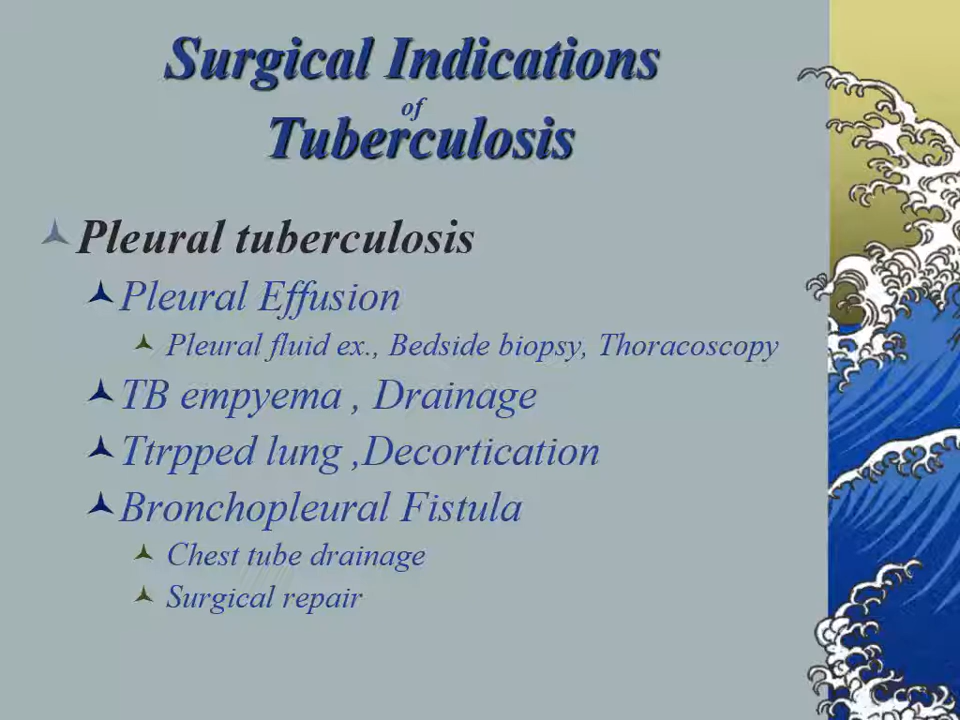 Surgical Indications
of
Tuberculosis
Pleural tuberculosis
Pleural Effusion
Pleural fluid ex., Bedside biopsy, Thoracoscopy
TB empyema , Drainage
Ttrpped lung ,Decortication
Bronchopleural Fistula
Chest tube drainage
Surgical repair